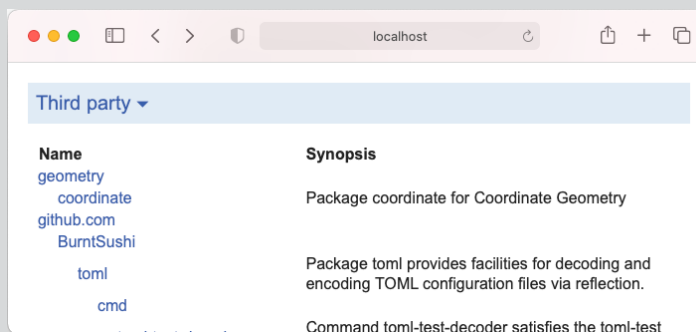 localhost
Third party
Name Synopsis
geometry
coordinate Package coordinate for Coordinate Geometry
github.com
BurntSushi
toml Package toml provides facilities for decoding and
encoding TOML configuration files via reflection.
cmd
Command toml-test-decoder satisfies the toml-test